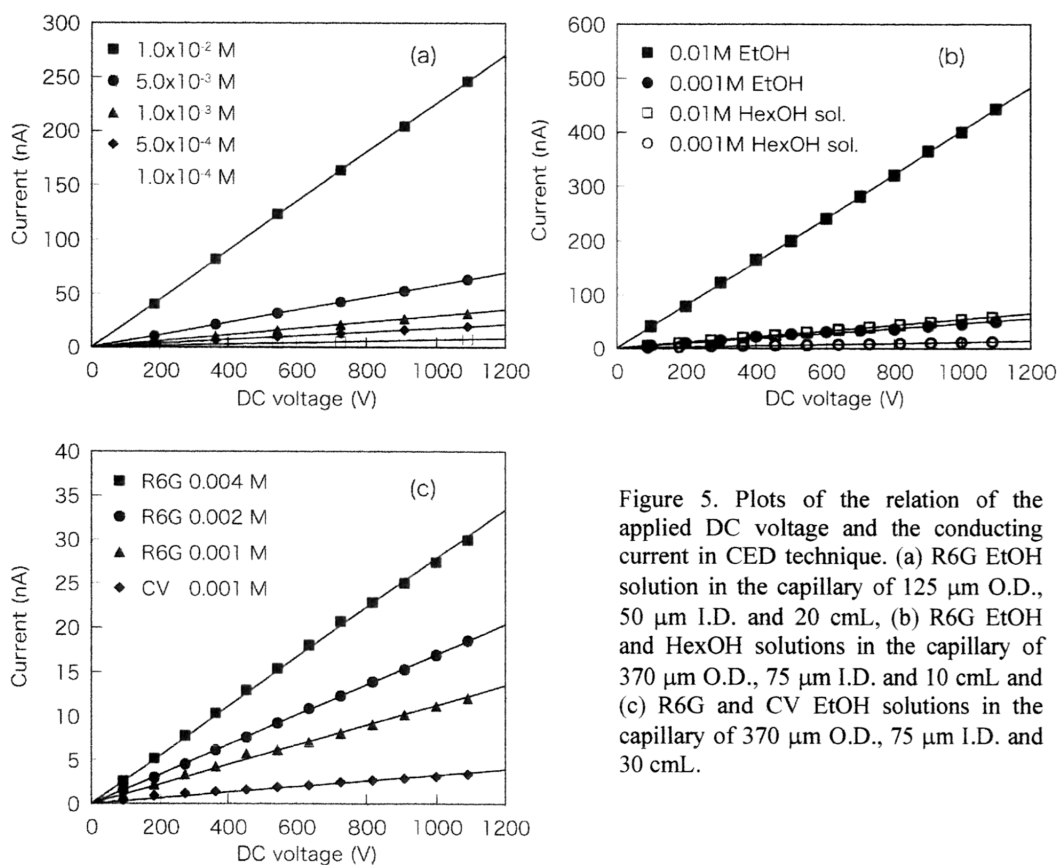 300
250
200
150
100
50
0
0 200 400 600 800 1000 1200
Current (nA)
DC voltage (V)
(a)
1.0x10⁻² M
5.0x10⁻³ M
1.0x10⁻³ M
5.0x10⁻⁴ M
1.0x10⁻⁴ M
600
500
400
300
200
100
0
0 200 400 600 800 1000 1200
Current (nA)
DC voltage (V)
(b)
0.01M EtOH
0.001M EtOH
0.01M HexOH sol.
0.001M HexOH sol.
40
35
30
25
20
15
10
5
0
0 200 400 600 800 1000 1200
Current (nA)
DC voltage (V)
(c)
R6G 0.004 M
R6G 0.002 M
R6G 0.001 M
CV 0.001 M
Figure 5. Plots of the relation of the
applied DC voltage and the conducting
current in CED technique. (a) R6G EtOH
solution in the capillary of 125 μm O.D.,
50 μm I.D. and 20 cmL, (b) R6G EtOH
and HexOH solutions in the capillary of
370 μm O.D., 75 μm I.D. and 10 cmL and
(c) R6G and CV EtOH solutions in the
capillary of 370 μm O.D., 75 μm I.D. and
30 cmL.